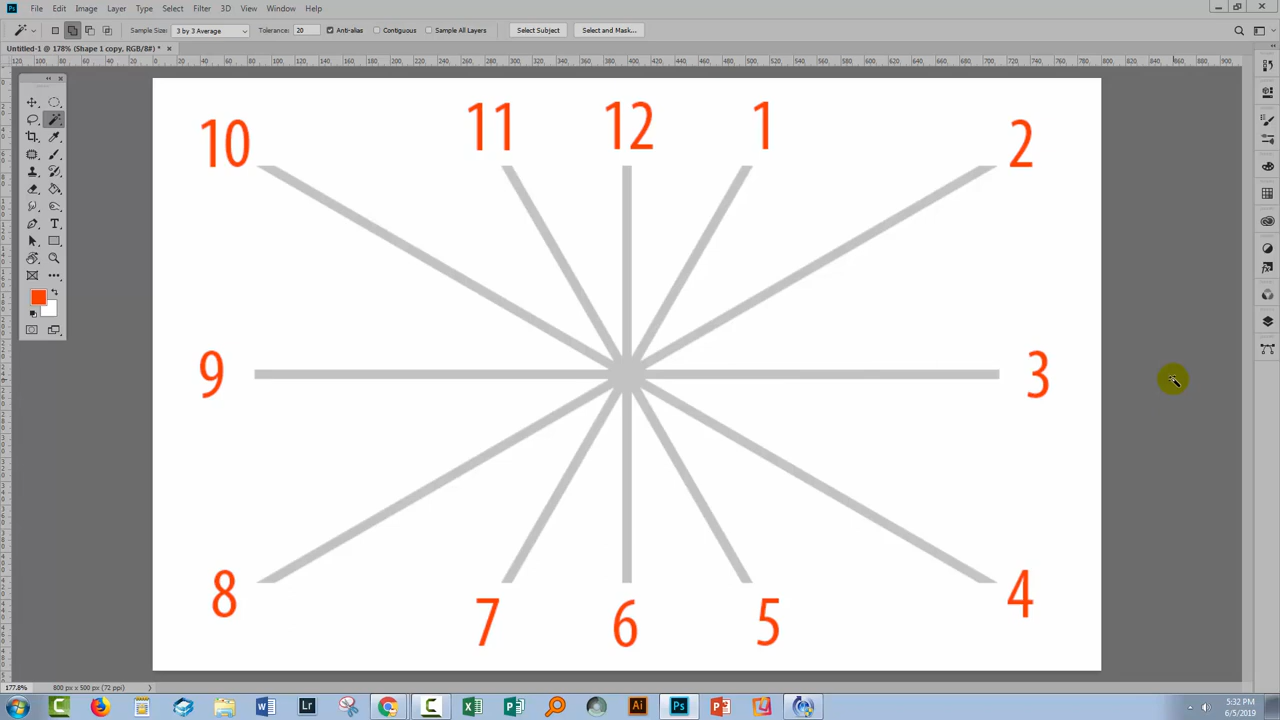 Ps File Edit Image Layer Type Select Filter 3D View Window Help
Sample Size: 3 by 3 Average Tolerance: 20 Anti-alias Contiguous Sample All Layers Select Subject Select and Mask...
Untitled-1 @ 178% (Shape 1 copy, RGB/8#) *
10 11 12 1 2
9 3
8 7 6 5 4
177.8% 800 px x 500 px (72 ppi)
5:32 PM
6/5/2019